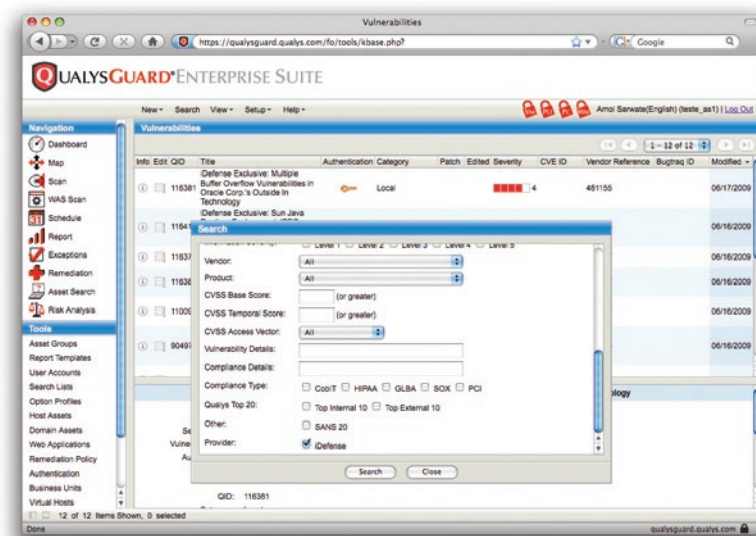 Vulnerabilities
https://qualysguard.qualys.com/fo/tools/kbase.php?
Google
QUALYSGUARD® ENTERPRISE SUITE
New Search View Setup Help
Amol Sarwate(English) (teste_as1) | Log Out
Navigation
Dashboard
Map
Scan
WAS Scan
Schedule
Report
Exceptions
Remediation
Asset Search
Risk Analysis
Tools
Asset Groups
Report Templates
User Accounts
Search Lists
Option Profiles
Host Assets
Domain Assets
Web Applications
Remediation Policy
Authentication
Business Units
Virtual Hosts
Vulnerabilities
1 – 12 of 12
Info Edit QID Title Authentication Category Patch Edited Severity CVE ID Vendor Reference Bugtraq ID Modified
116381 iDefense Exclusive: Multiple Buffer Overflow Vulnerabilities in Oracle Corp.'s Outside In Technology Local 4 481155 06/17/2009
iDefense Exclusive: Sun Java
06/16/2009
06/16/2009
06/16/2009
06/16/2009
06/16/2009
Search
Level 1 Level 2 Level 3 Level 4 Level 5
Vendor: All
Product: All
CVSS Base Score: (or greater)
CVSS Temporal Score: (or greater)
CVSS Access Vector: All
Vulnerability Details:
Compliance Details:
Compliance Type: CobiT HIPAA GLBA SOX PCI
Qualys Top 20: Top Internal 10 Top External 10
Other: SANS 20
Provider: iDefense
Search Close
QID: 116381
12 of 12 Items Shown, 0 selected
Done
qualysguard.qualys.com